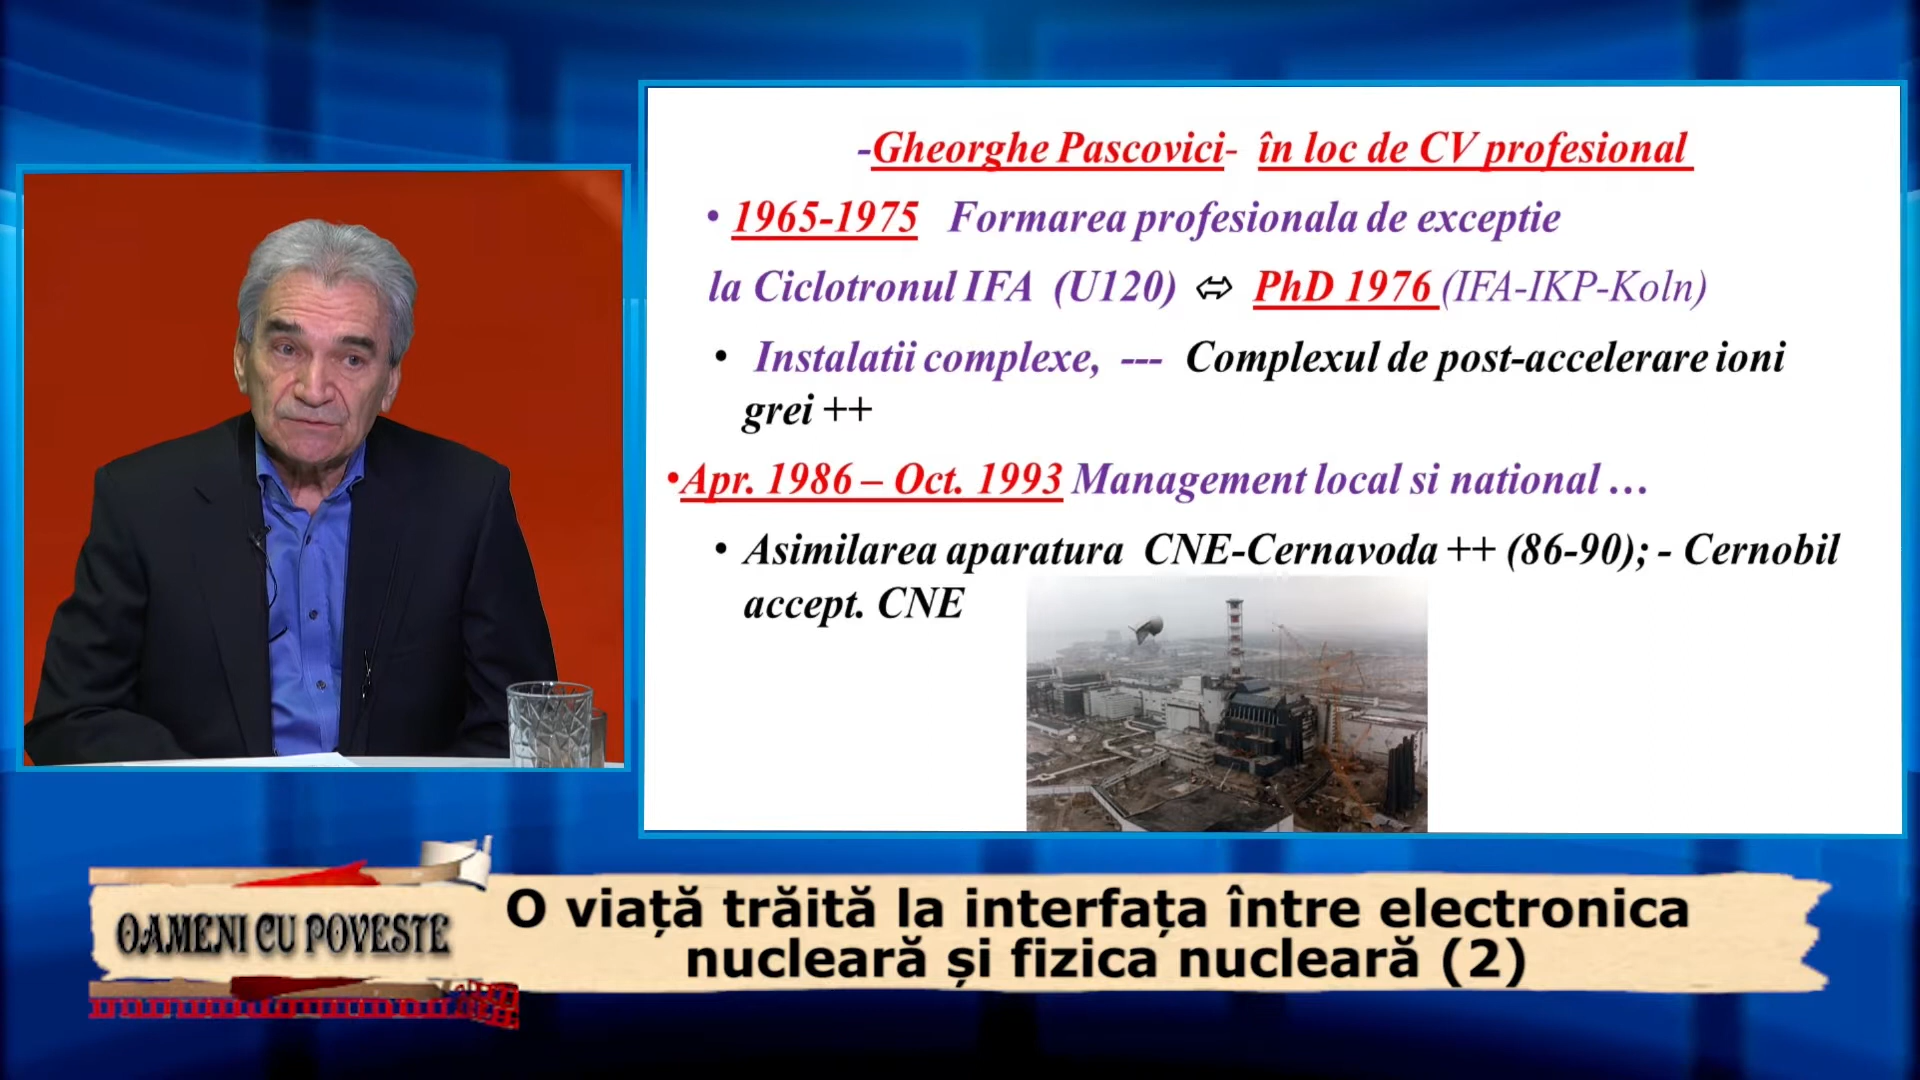 -Gheorghe Pascovici- în loc de CV profesional
• 1965-1975 Formarea profesionala de exceptie
la Ciclotronul IFA (U120) ⬄ PhD 1976 (IFA-IKP-Koln)
• Instalatii complexe, --- Complexul de post-accelerare ioni
grei ++
•Apr. 1986 – Oct. 1993 Management local si national …
• Asimilarea aparatura CNE-Cernavoda ++ (86-90); - Cernobil
accept. CNE
OAMENI CU POVESTE
O viață trăită la interfața între electronica
nucleară și fizica nucleară (2)